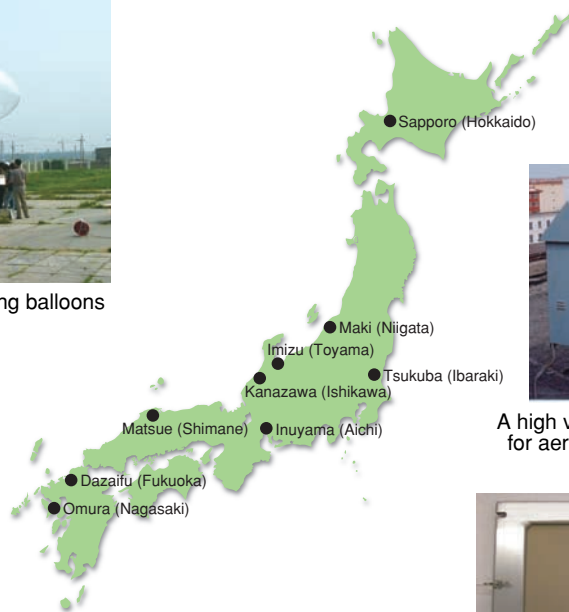 Sapporo (Hokkaido)
ng balloons
Maki (Niigata)
Imizu (Toyama)
Tsukuba (Ibaraki)
Kanazawa (Ishikawa)
A high v
for aer
Matsue (Shimane)
Inuyama (Aichi)
Dazaifu (Fukuoka)
Omura (Nagasaki)